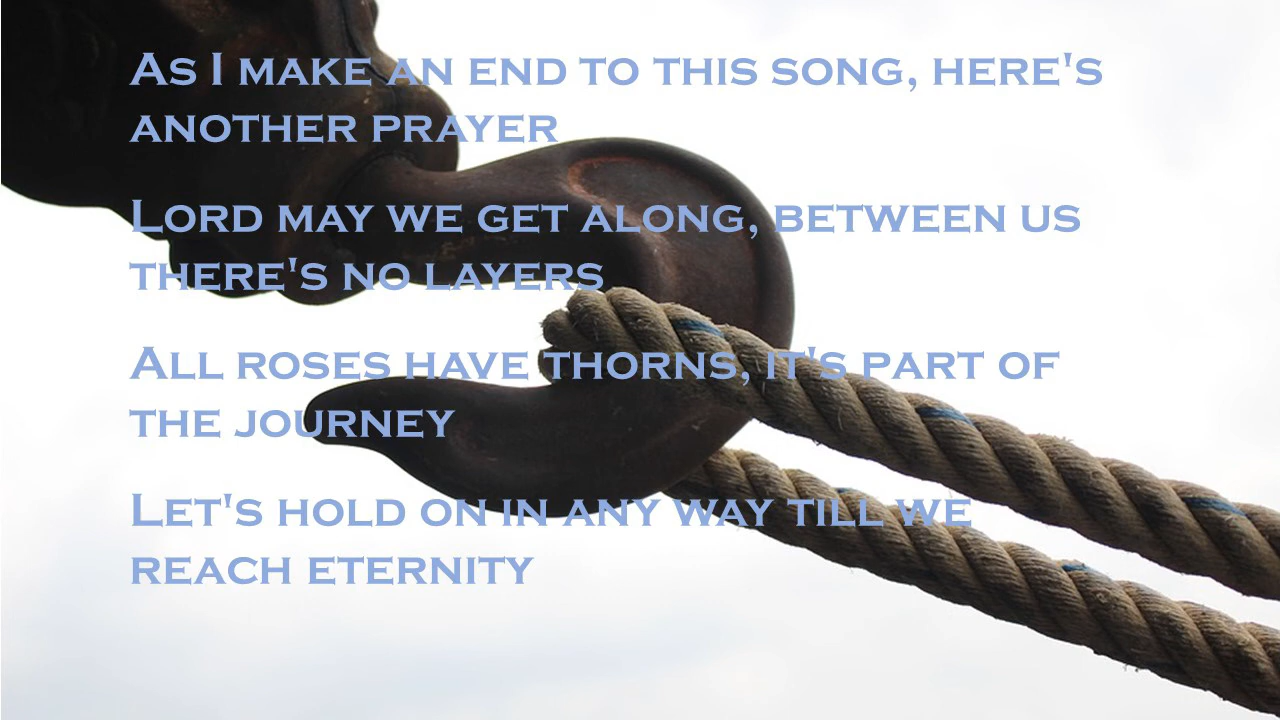 As I make an end to this song, here's
another prayer
Lord may we get along, between us
there's no layers
All roses have thorns, it's part of
the journey
Let's hold on in any way till we
reach eternity